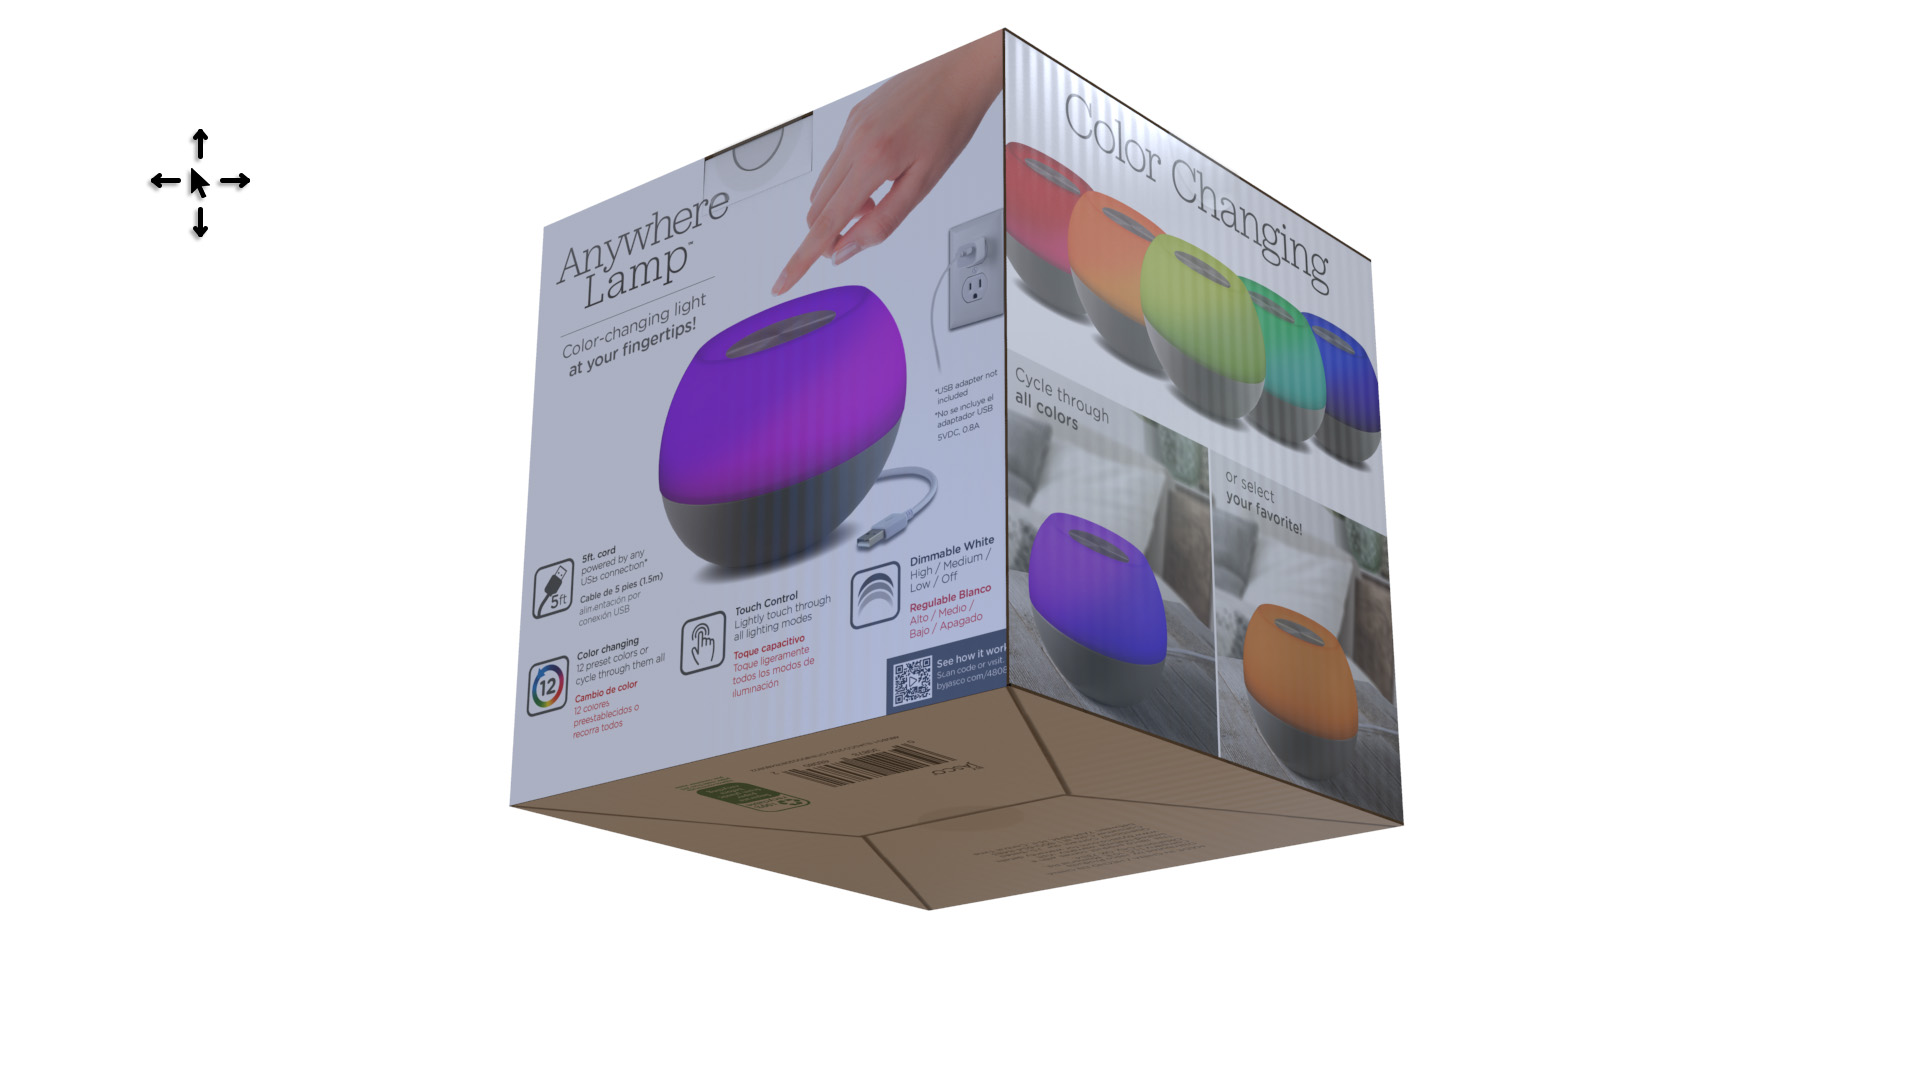 Anywhere
Lamp™
Color-changing light
at your fingertips!
*USB adapter not
included
*No se incluye el
adaptador USB
5VDC, 0.8A
5ft
5ft. cord
powered by any
USB connection*
Cable de 5 pies (1.5m)
alimentación por
conexión USB
12
Color changing
12 preset colors or
cycle through them all
Cambio de color
12 colores
preestablecidos o
recorra todos
Touch Control
Lightly touch through
all lighting modes
Toque capacitivo
Toque ligeramente
todos los modos de
iluminación
Dimmable White
High / Medium /
Low / Off
Regulable Blanco
Alto / Medio /
Bajo / Apagado
See how it work
Scan code or visit
byjasco.com/4806
Color Changing
Cycle through
all colors
or select
your favorite!
Jasco